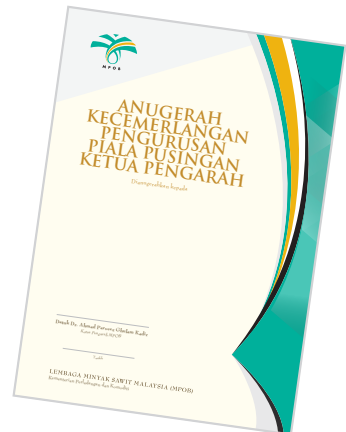 MPOB
ANUGERAH
KECEMERLANGAN
PENGURUSAN
PIALA PUSINGAN
KETUA PENGARAH
Dianugerahkan kepada
Datuk Dr. Ahmad Parveez Ghulam Kadir
Ketua Pengarah MPOB
Tarikh
LEMBAGA MINYAK SAWIT MALAYSIA (MPOB)
Kementerian Perladangan dan Komoditi